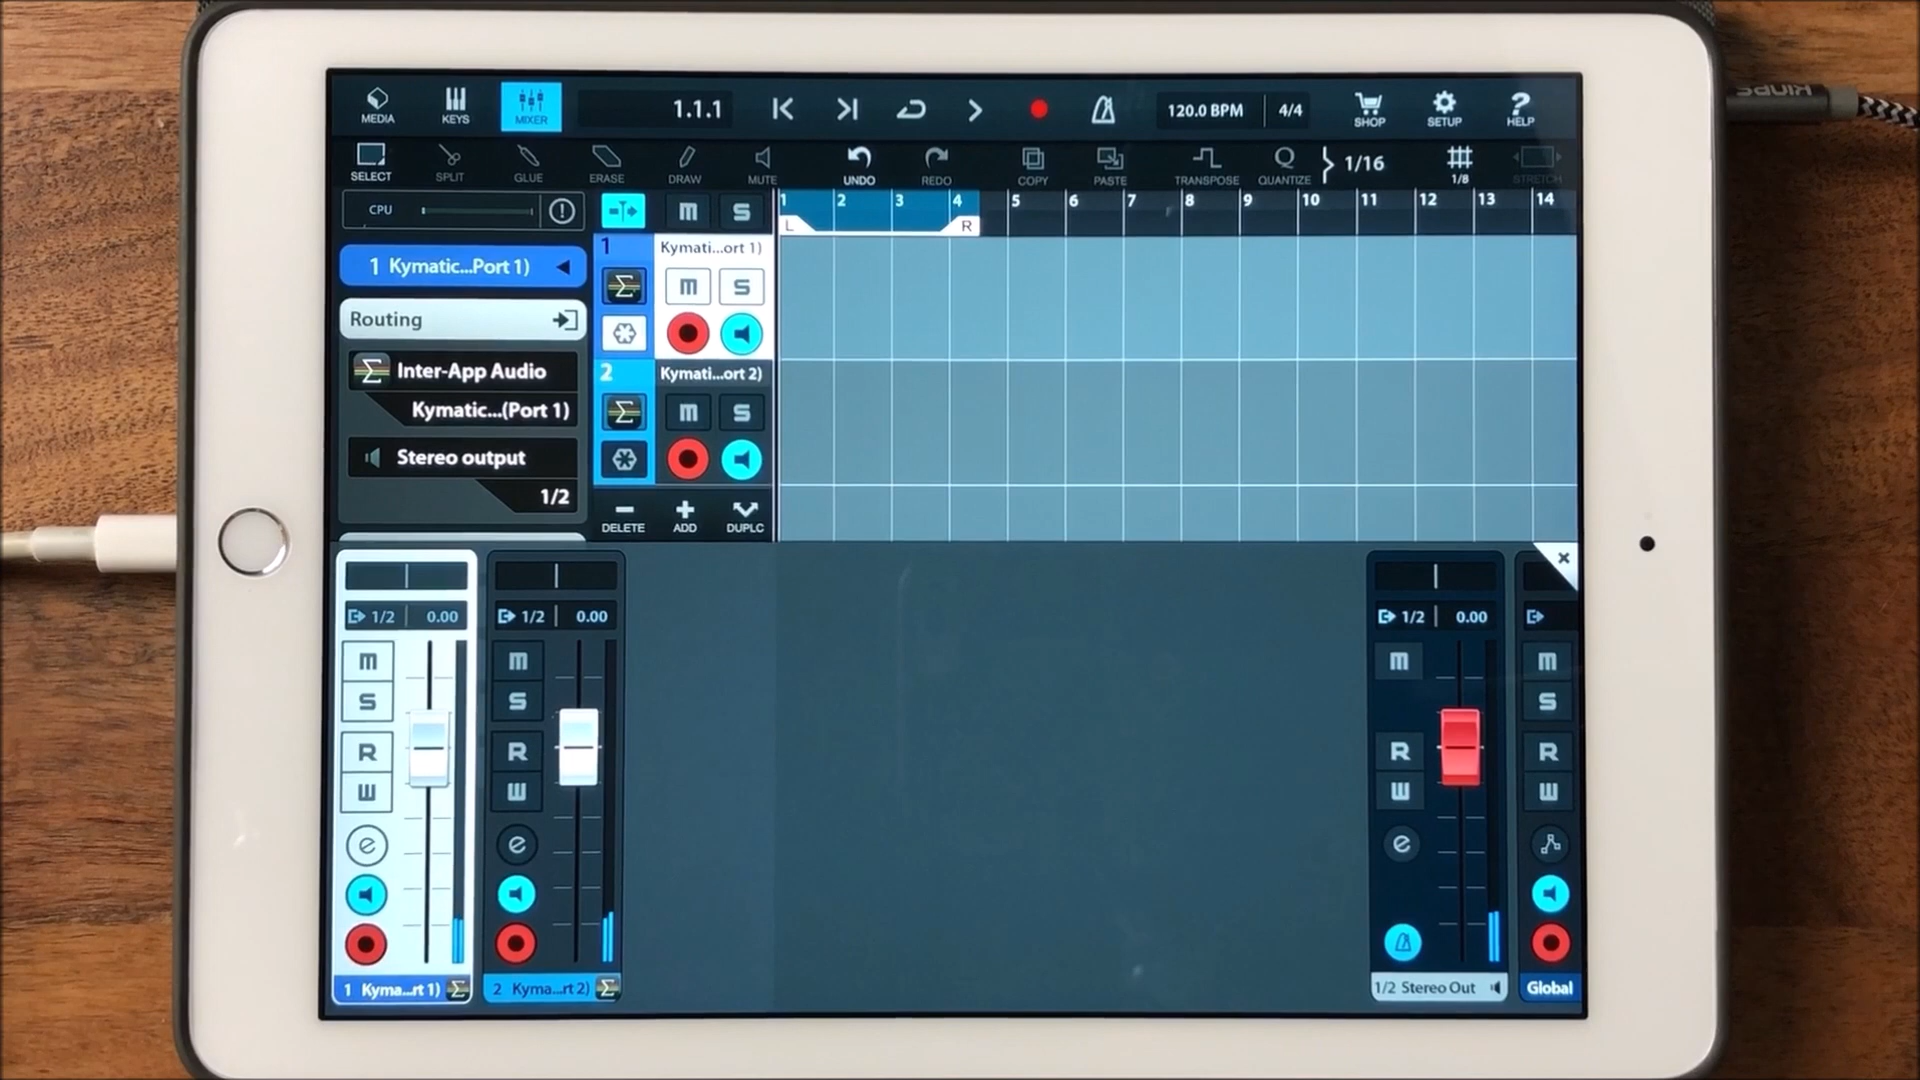 MEDIA
KEYS
MIXER
1.1.1
120.0 BPM
4/4
SHOP
SETUP
HELP
SELECT
SPLIT
GLUE
ERASE
DRAW
MUTE
UNDO
REDO
COPY
PASTE
TRANSPOSE
Q
QUANTIZE
1/16
1/8
STRETCH
CPU
M S
1 2 3 4 5 6 7 8 9 10 11 12 13 14
L R
1 Kymatic...Port 1)
1
Kymati...ort 1)
M S
Routing
Inter-App Audio
Kymatic...(Port 1)
2
Kymati...ort 2)
M S
Stereo output
1/2
DELETE
ADD
DUPLC
1/2 0.00
1/2 0.00
1/2 0.00
M M M M
S S S
R R R R
W W W W
e e e
1 Kyma...rt 1)
2 Kyma...rt 2)
1/2 Stereo Out
Global
KINPS